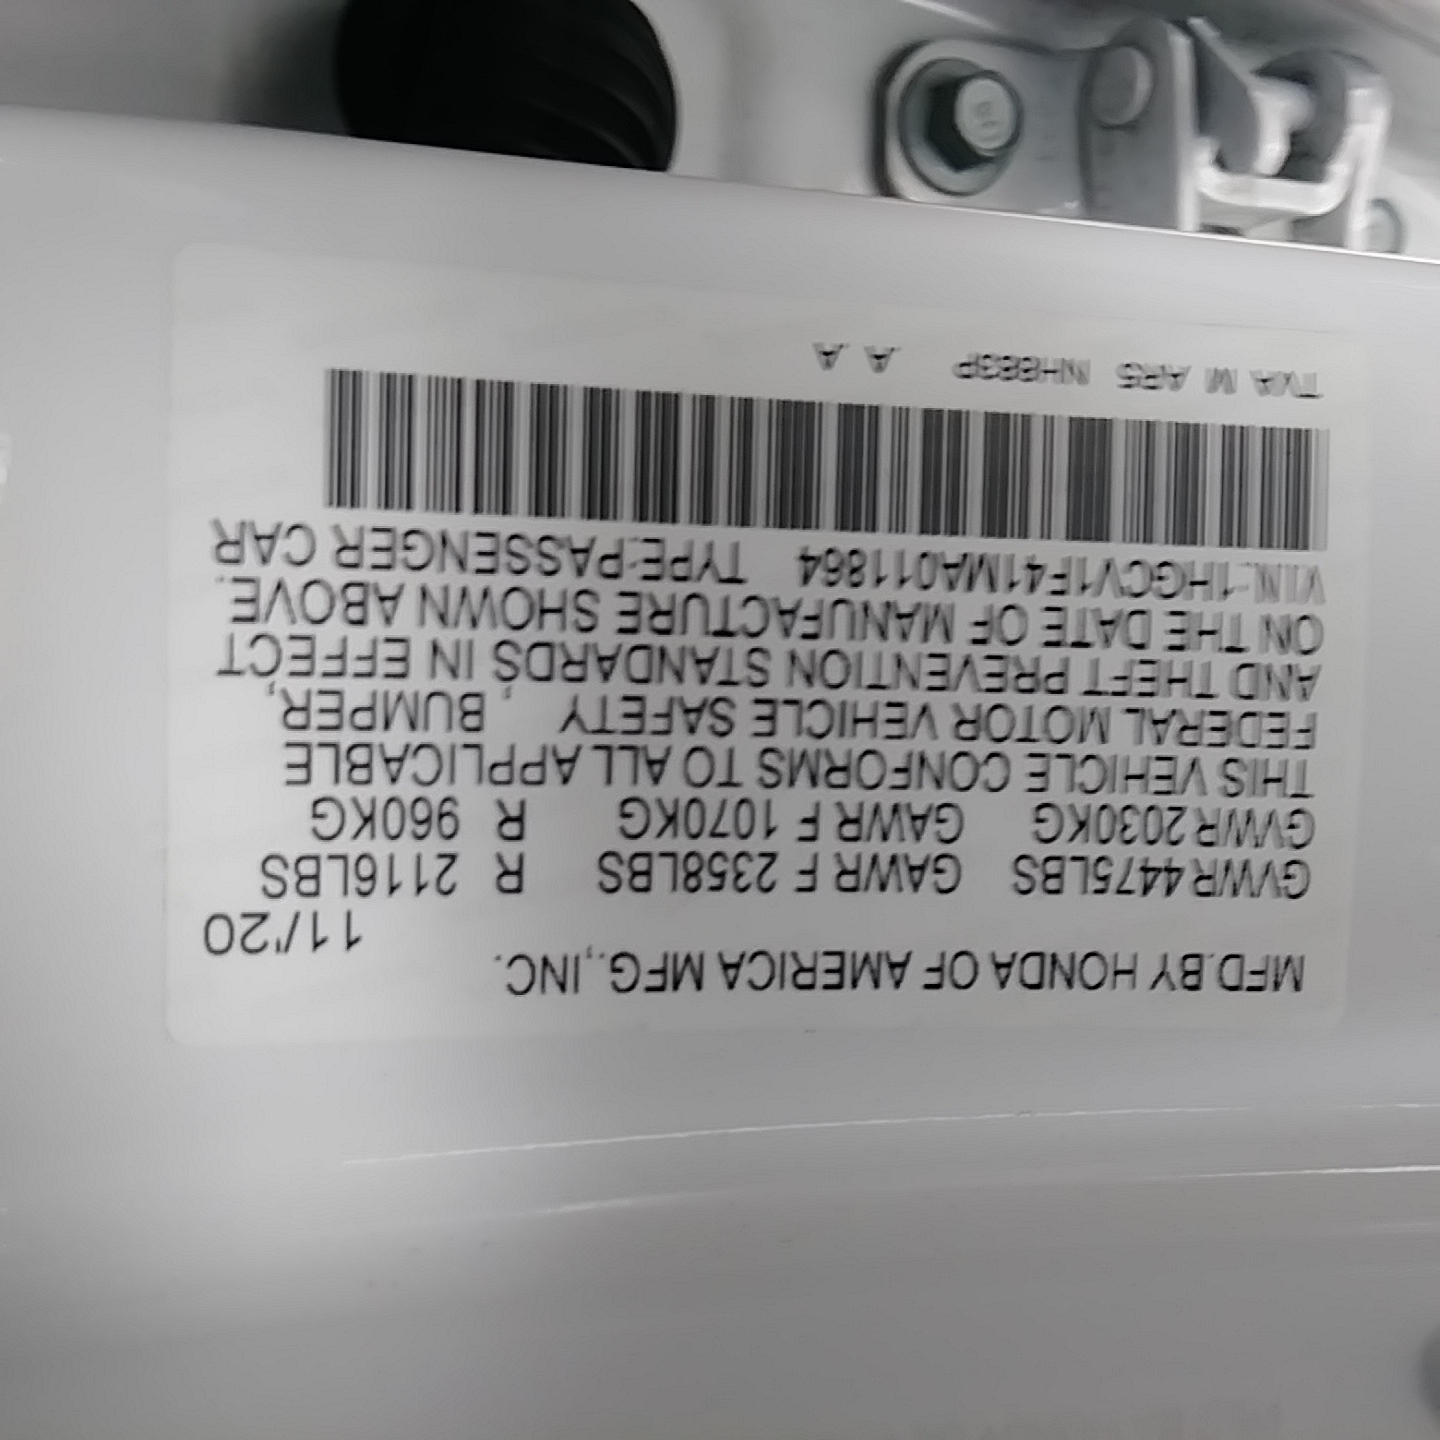 MFD.BY HONDA OF AMERICA MFG.,INC.
11/'20
GVWR 4475LBS GAWR F 2358LBS R 2116LBS
GVWR 2030KG GAWR F 1070KG R 960KG
THIS VEHICLE CONFORMS TO ALL APPLICABLE
FEDERAL MOTOR VEHICLE SAFETY , BUMPER,
AND THEFT PREVENTION STANDARDS IN EFFECT
ON THE DATE OF MANUFACTURE SHOWN ABOVE.
V.I.N.:1HGCV1F41MA011864 TYPE:PASSENGER CAR
TVA M AR5 NH883P .A .A